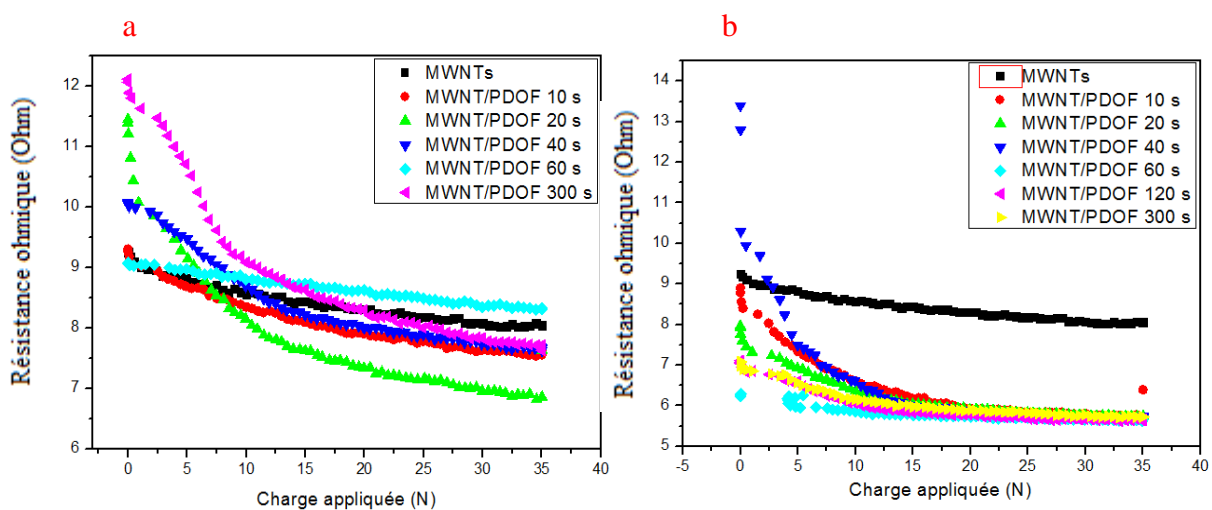 a
Résistance ohmique (Ohm)
12
11
10
9
8
7
6
0
5
10
15
20
25
30
35
40
Charge appliquée (N)
MWNTs
MWNT/PDOF 10 s
MWNT/PDOF 20 s
MWNT/PDOF 40 s
MWNT/PDOF 60 s
MWNT/PDOF 300 s
b
Résistance ohmique (Ohm)
14
13
12
11
10
9
8
7
6
5
-5
0
5
10
15
20
25
30
35
40
Charge appliquée (N)
MWNTs
MWNT/PDOF 10 s
MWNT/PDOF 20 s
MWNT/PDOF 40 s
MWNT/PDOF 60 s
MWNT/PDOF 120 s
MWNT/PDOF 300 s